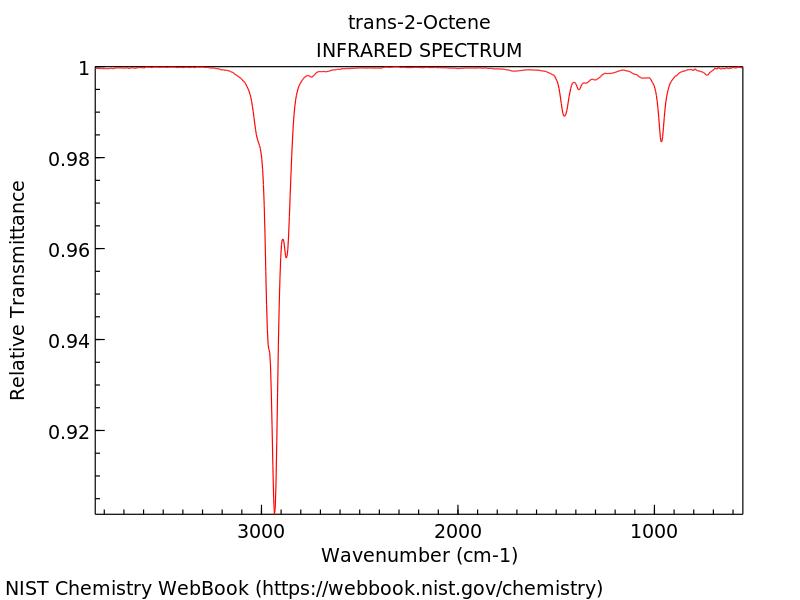 trans-2-Octene
INFRARED SPECTRUM
1
0.98
0.96
0.94
0.92
Relative Transmittance
3000 2000 1000
Wavenumber (cm-1)
NIST Chemistry WebBook (https://webbook.nist.gov/chemistry)